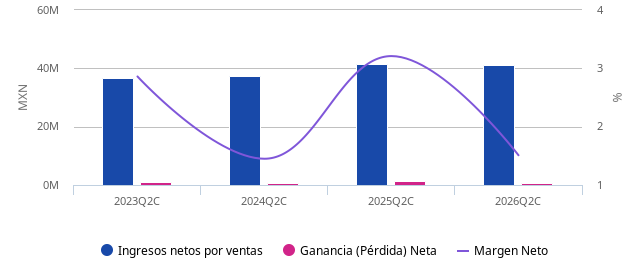 60M
40M
20M
0M
MXN
4
3
2
1
%
2023Q2C
2024Q2C
2025Q2C
2026Q2C
Ingresos netos por ventas
Ganancia (Pérdida) Neta
Margen Neto